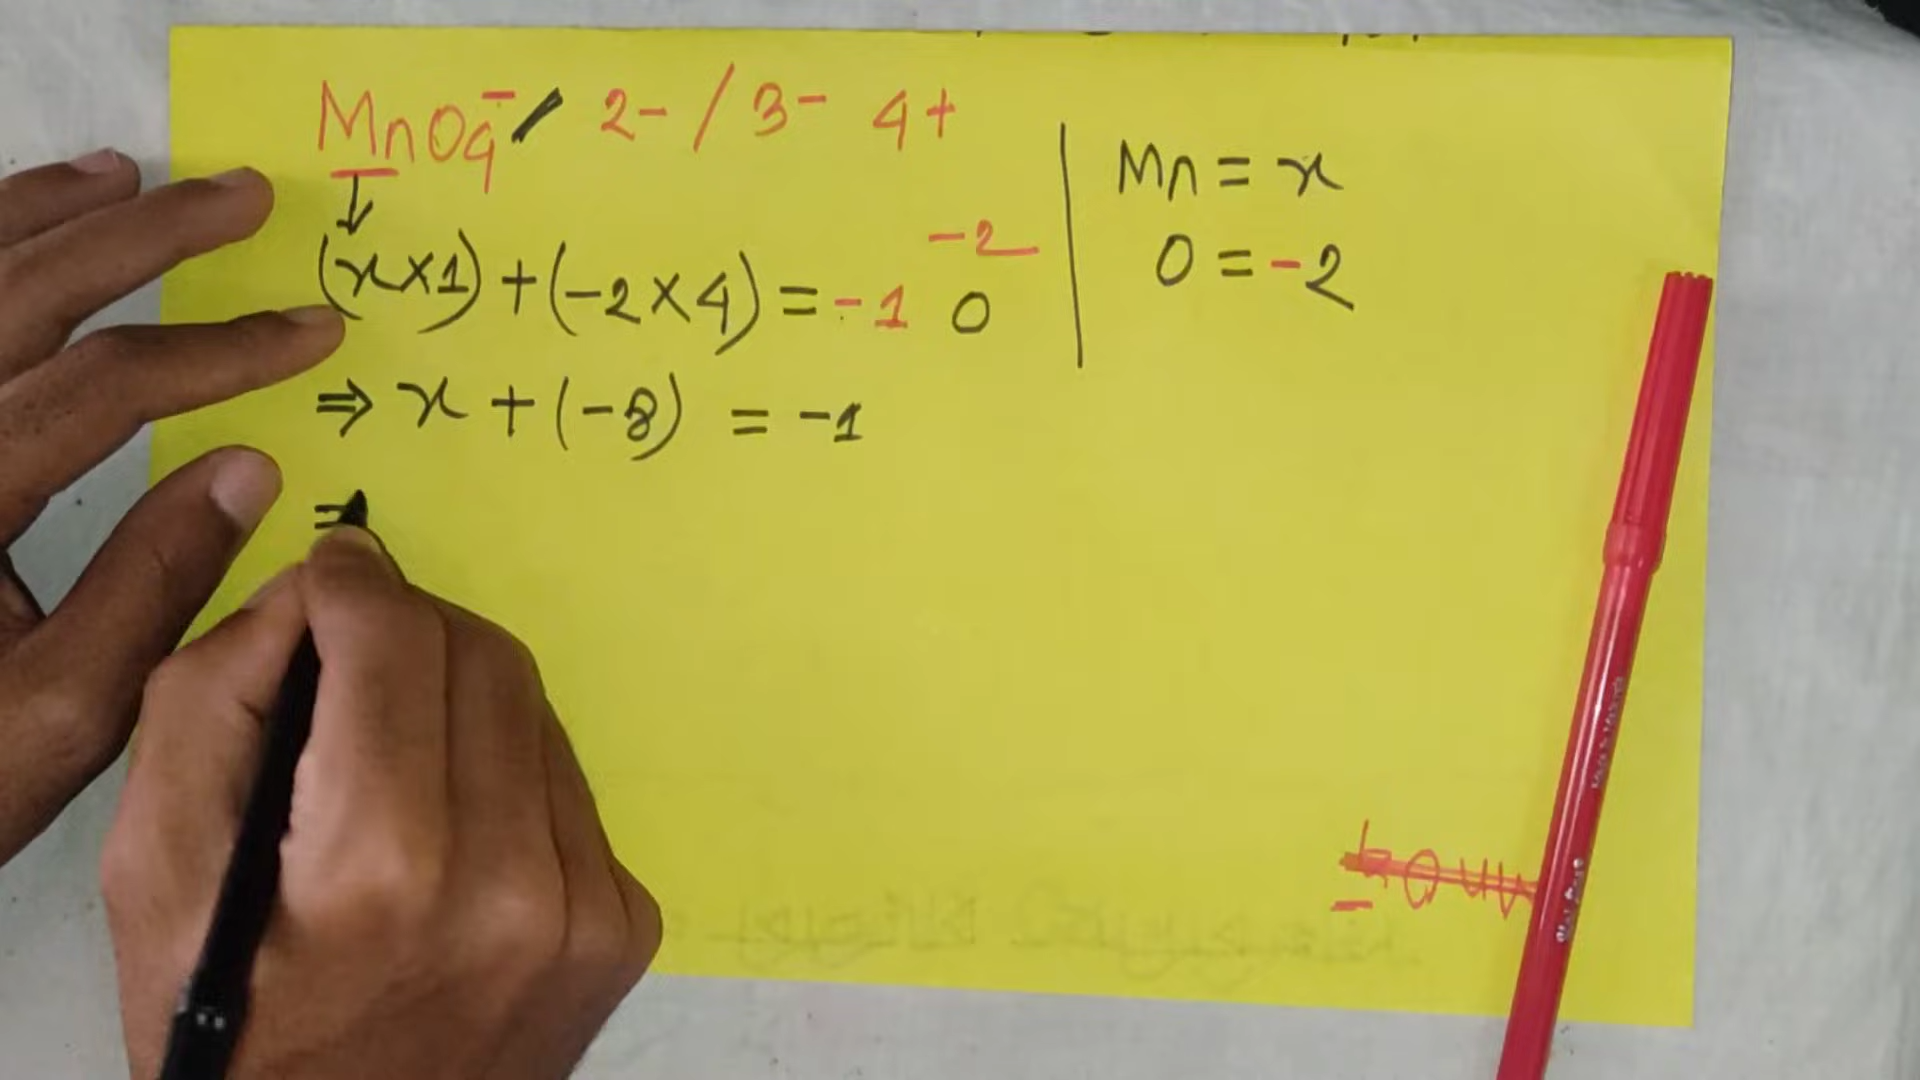 MnO4⁻/ 2- / 3- 4+
(x×1) + (-2×4) = -1 0
-2
⇒ x + (-8) = -1
Mn = x
O = -2